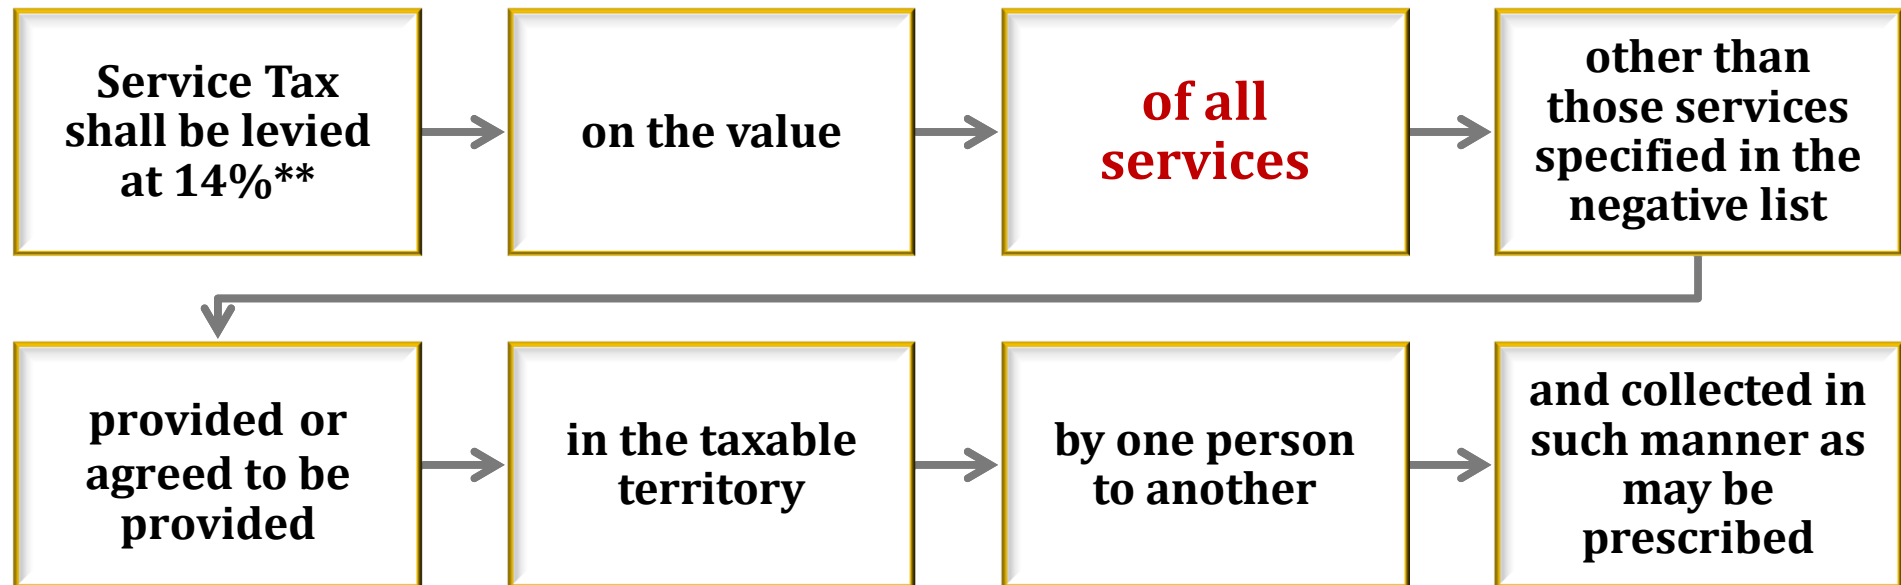 Service Tax
shall be levied
at 14%**
on the value
of all
services
other than
those services
specified in the
negative list
provided or
agreed to be
provided
in the taxable
territory
by one person
to another
and collected in
such manner as
may be
prescribed